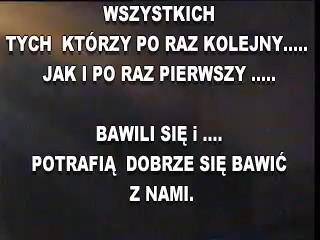 WSZYSTKICH
TYCH KTÓRZY PO RAZ KOLEJNY.....
JAK I PO RAZ PIERWSZY .....
BAWILI SIĘ i ....
POTRAFIĄ DOBRZE SIĘ BAWIĆ
Z NAMI.